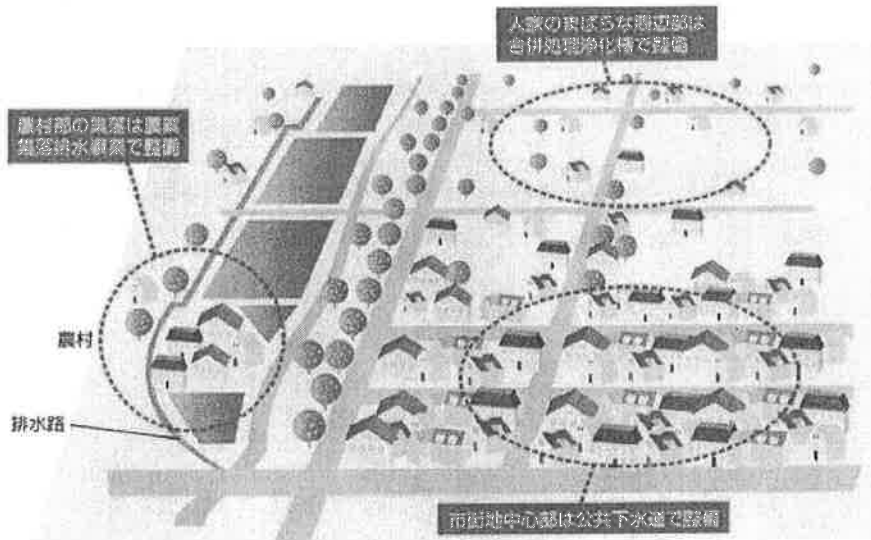 人家のまばらな周辺部は
合併処理浄化槽で整備
農村部の集落は農業
集落排水事業で整備
農村
排水路
市街地中心部は公共下水道で整備